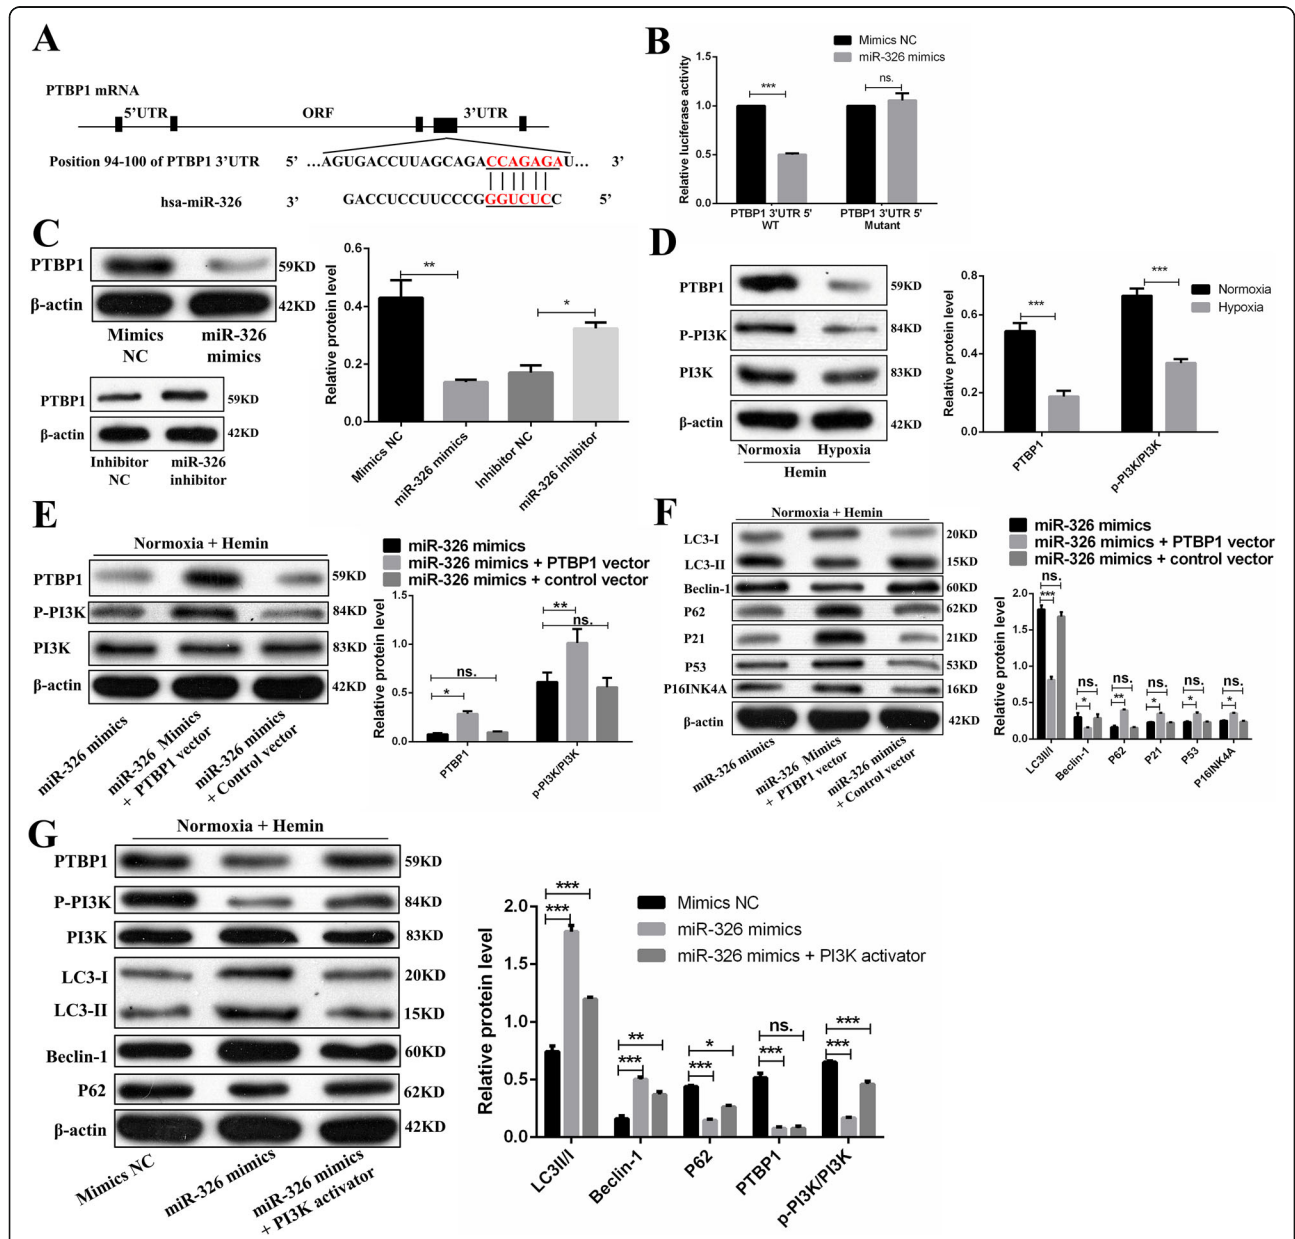 A
PTBP1 mRNA
5'UTR ORF 3'UTR
Position 94-100 of PTBP1 3'UTR 5' ...AGUGACCUUAGCAGACCAGAGAU... 3'
hsa-miR-326 3' GACCUCCUUCCCGGGUCUCC 5'
B
Mimics NC
miR-326 mimics
Relative luciferase activity
1.5
1.0
0.5
0.0
***
ns.
PTBP1 3'UTR 5' WT
PTBP1 3'UTR 5' Mutant
C
PTBP1 59KD
β-actin 42KD
Mimics NC
miR-326 mimics
PTBP1 59KD
β-actin 42KD
Inhibitor NC
miR-326 inhibitor
Relative protein level
0.6
0.4
0.2
0.0
**
*
Mimics NC
miR-326 mimics
Inhibitor NC
miR-326 inhibitor
D
PTBP1 59KD
P-PI3K 84KD
PI3K 83KD
β-actin 42KD
Normoxia Hypoxia
Hemin
Relative protein level
0.8
0.6
0.4
0.2
0.0
***
***
Normoxia
Hypoxia
PTBP1
p-PI3K/PI3K
E
Normoxia + Hemin
PTBP1 59KD
P-PI3K 84KD
PI3K 83KD
β-actin 42KD
miR-326 mimics
miR-326 Mimics
+ PTBP1 vector
miR-326 mimics
+ Control vector
miR-326 mimics
miR-326 mimics + PTBP1 vector
miR-326 mimics + control vector
Relative protein level
1.5
1.0
0.5
0.0
ns.
*
**
ns.
PTBP1
p-PI3K/PI3K
F
Normoxia + Hemin
LC3-I 20KD
LC3-II 15KD
Beclin-1 60KD
P62 62KD
P21 21KD
P53 53KD
P16INK4A 16KD
β-actin 42KD
miR-326 mimics
miR-326 Mimics
+ PTBP1 vector
miR-326 mimics
+ Control vector
miR-326 mimics
miR-326 mimics + PTBP1 vector
miR-326 mimics + control vector
Relative protein level
2.0
1.5
1.0
0.5
0.0
ns.
***
ns.
*
ns.
**
ns.
*
ns.
*
ns.
*
LC3II/I
Beclin-1
P62
P21
P53
P16INK4A
G
Normoxia + Hemin
PTBP1 59KD
P-PI3K 84KD
PI3K 83KD
LC3-I 20KD
LC3-II 15KD
Beclin-1 60KD
P62 62KD
β-actin 42KD
Mimics NC
miR-326 mimics
miR-326 mimics
+ PI3K activator
Mimics NC
miR-326 mimics
miR-326 mimics + PI3K activator
Relative protein level
2.0
1.5
1.0
0.5
0.0
***
***
**
***
*
***
ns.
***
***
***
LC3II/I
Beclin-1
P62
PTBP1
p-PI3K/PI3K